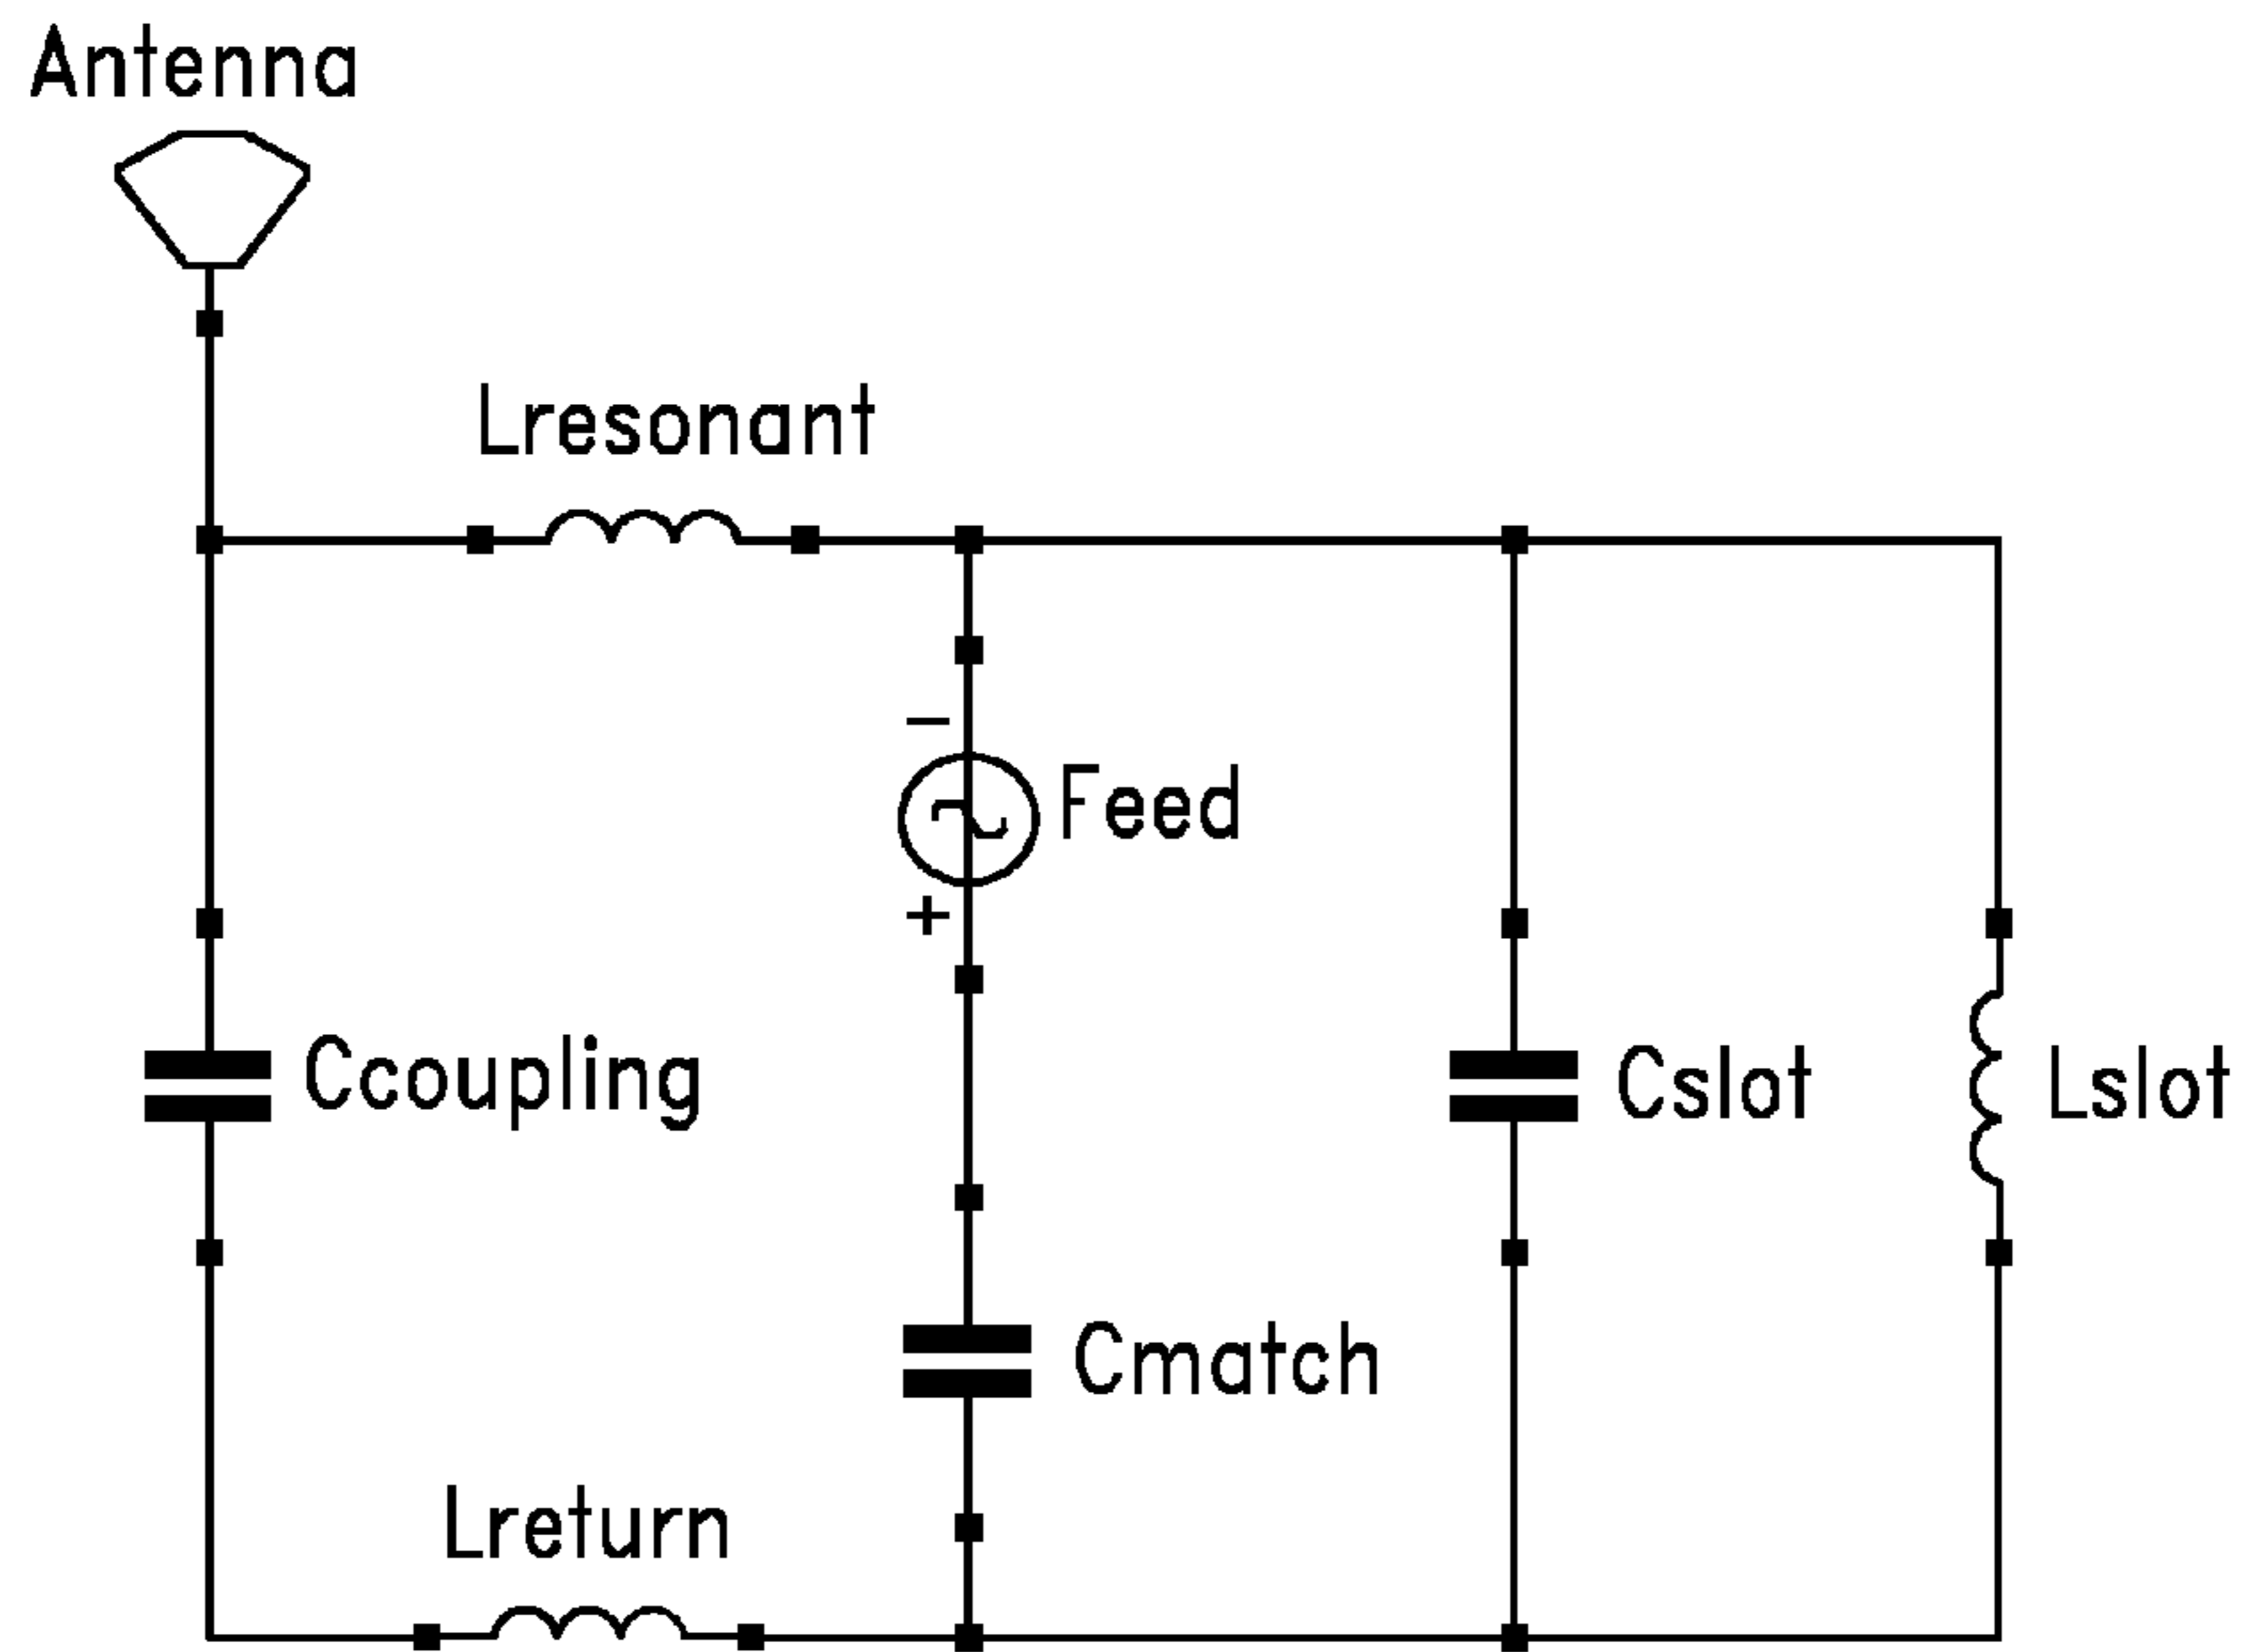 Antenna
Lresonant
−
Feed
+
Ccoupling
Cslot
Lslot
Cmatch
Lreturn